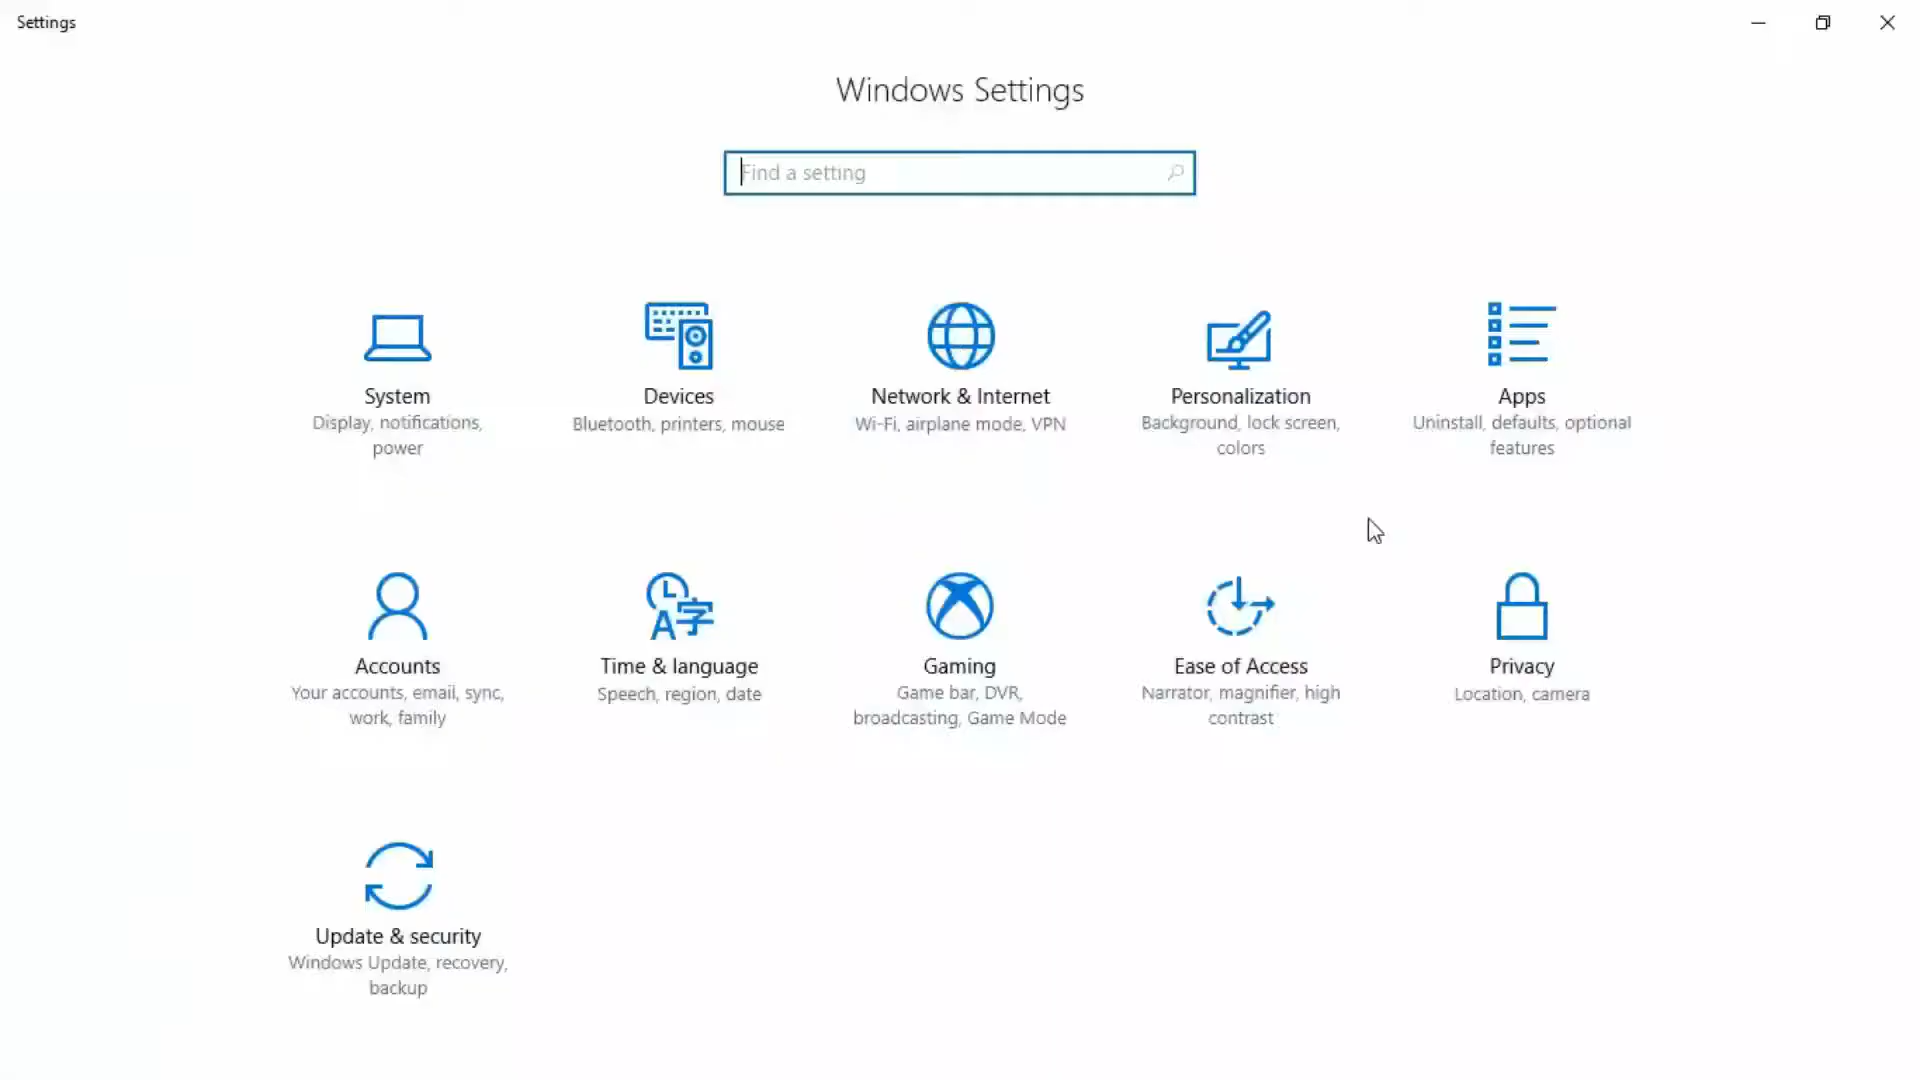 Settings
Windows Settings
Find a setting
System
Display, notifications,
power
Devices
Bluetooth, printers, mouse
Network & Internet
Wi-Fi, airplane mode, VPN
Personalization
Background, lock screen,
colors
Apps
Uninstall, defaults, optional
features
Accounts
Your accounts, email, sync,
work, family
Time & language
Speech, region, date
Gaming
Game bar, DVR,
broadcasting, Game Mode
Ease of Access
Narrator, magnifier, high
contrast
Privacy
Location, camera
Update & security
Windows Update, recovery,
backup